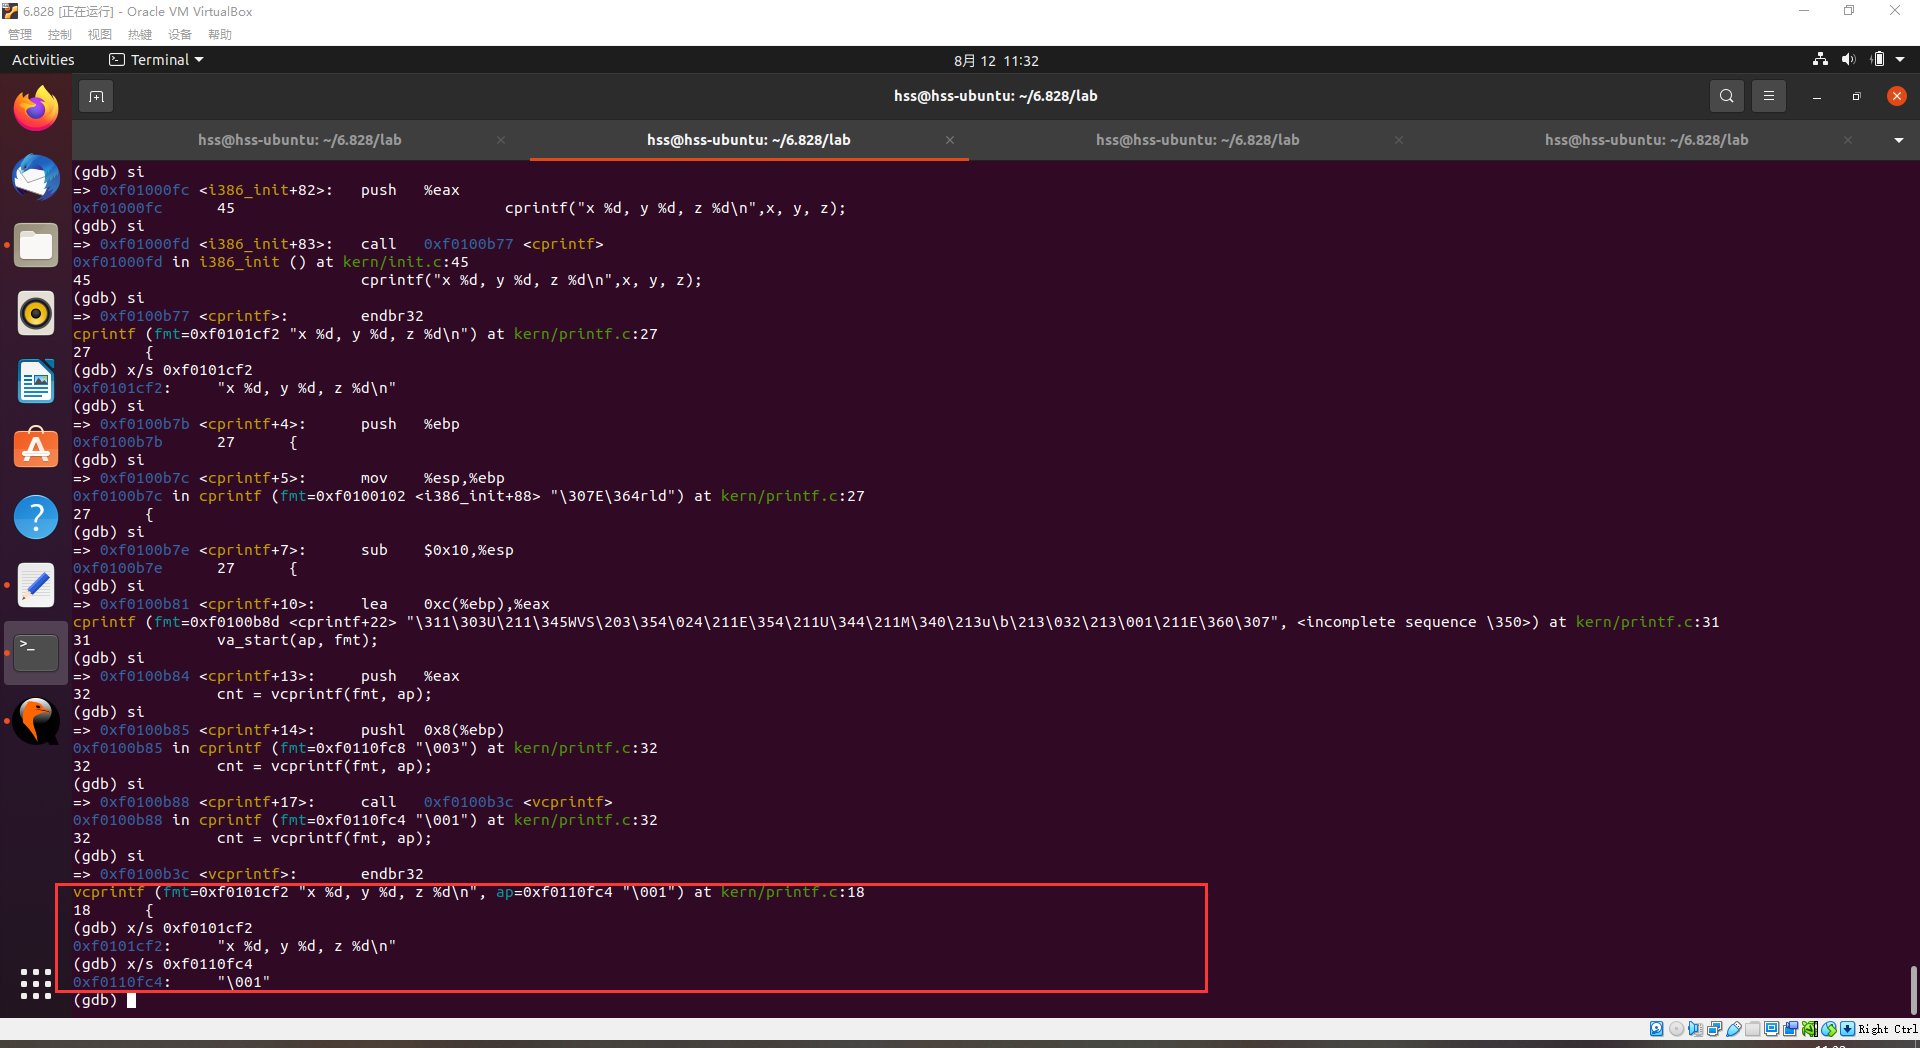 6.828 [正在运行] - Oracle VM VirtualBox
管理 控制 视图 热键 设备 帮助
Activities Terminal 8月 12 11:32
hss@hss-ubuntu: ~/6.828/lab
hss@hss-ubuntu: ~/6.828/lab hss@hss-ubuntu: ~/6.828/lab hss@hss-ubuntu: ~/6.828/lab hss@hss-ubuntu: ~/6.828/lab
(gdb) si
=> 0xf01000fc <i386_init+82>: push %eax
0xf01000fc 45 cprintf("x %d, y %d, z %d\n",x, y, z);
(gdb) si
=> 0xf01000fd <i386_init+83>: call 0xf0100b77 <cprintf>
0xf01000fd in i386_init () at kern/init.c:45
45 cprintf("x %d, y %d, z %d\n",x, y, z);
(gdb) si
=> 0xf0100b77 <cprintf>: endbr32
cprintf (fmt=0xf0101cf2 "x %d, y %d, z %d\n") at kern/printf.c:27
27 {
(gdb) x/s 0xf0101cf2
0xf0101cf2: "x %d, y %d, z %d\n"
(gdb) si
=> 0xf0100b7b <cprintf+4>: push %ebp
0xf0100b7b 27 {
(gdb) si
=> 0xf0100b7c <cprintf+5>: mov %esp,%ebp
0xf0100b7c in cprintf (fmt=0xf0100102 <i386_init+88> "\307E\364rld") at kern/printf.c:27
27 {
(gdb) si
=> 0xf0100b7e <cprintf+7>: sub $0x10,%esp
0xf0100b7e 27 {
(gdb) si
=> 0xf0100b81 <cprintf+10>: lea 0xc(%ebp),%eax
cprintf (fmt=0xf0100b8d <cprintf+22> "\311\303U\211\345WVS\203\354\024\211E\354\211U\344\211M\340\213u\b\213\032\213\001\211E\360\307", <incomplete sequence \350>) at kern/printf.c:31
31 va_start(ap, fmt);
(gdb) si
=> 0xf0100b84 <cprintf+13>: push %eax
32 cnt = vcprintf(fmt, ap);
(gdb) si
=> 0xf0100b85 <cprintf+14>: pushl 0x8(%ebp)
0xf0100b85 in cprintf (fmt=0xf0110fc8 "\003") at kern/printf.c:32
32 cnt = vcprintf(fmt, ap);
(gdb) si
=> 0xf0100b88 <cprintf+17>: call 0xf0100b3c <vcprintf>
0xf0100b88 in cprintf (fmt=0xf0110fc4 "\001") at kern/printf.c:32
32 cnt = vcprintf(fmt, ap);
(gdb) si
=> 0xf0100b3c <vcprintf>: endbr32
vcprintf (fmt=0xf0101cf2 "x %d, y %d, z %d\n", ap=0xf0110fc4 "\001") at kern/printf.c:18
18 {
(gdb) x/s 0xf0101cf2
0xf0101cf2: "x %d, y %d, z %d\n"
(gdb) x/s 0xf0110fc4
0xf0110fc4: "\001"
(gdb)
Right Ctrl